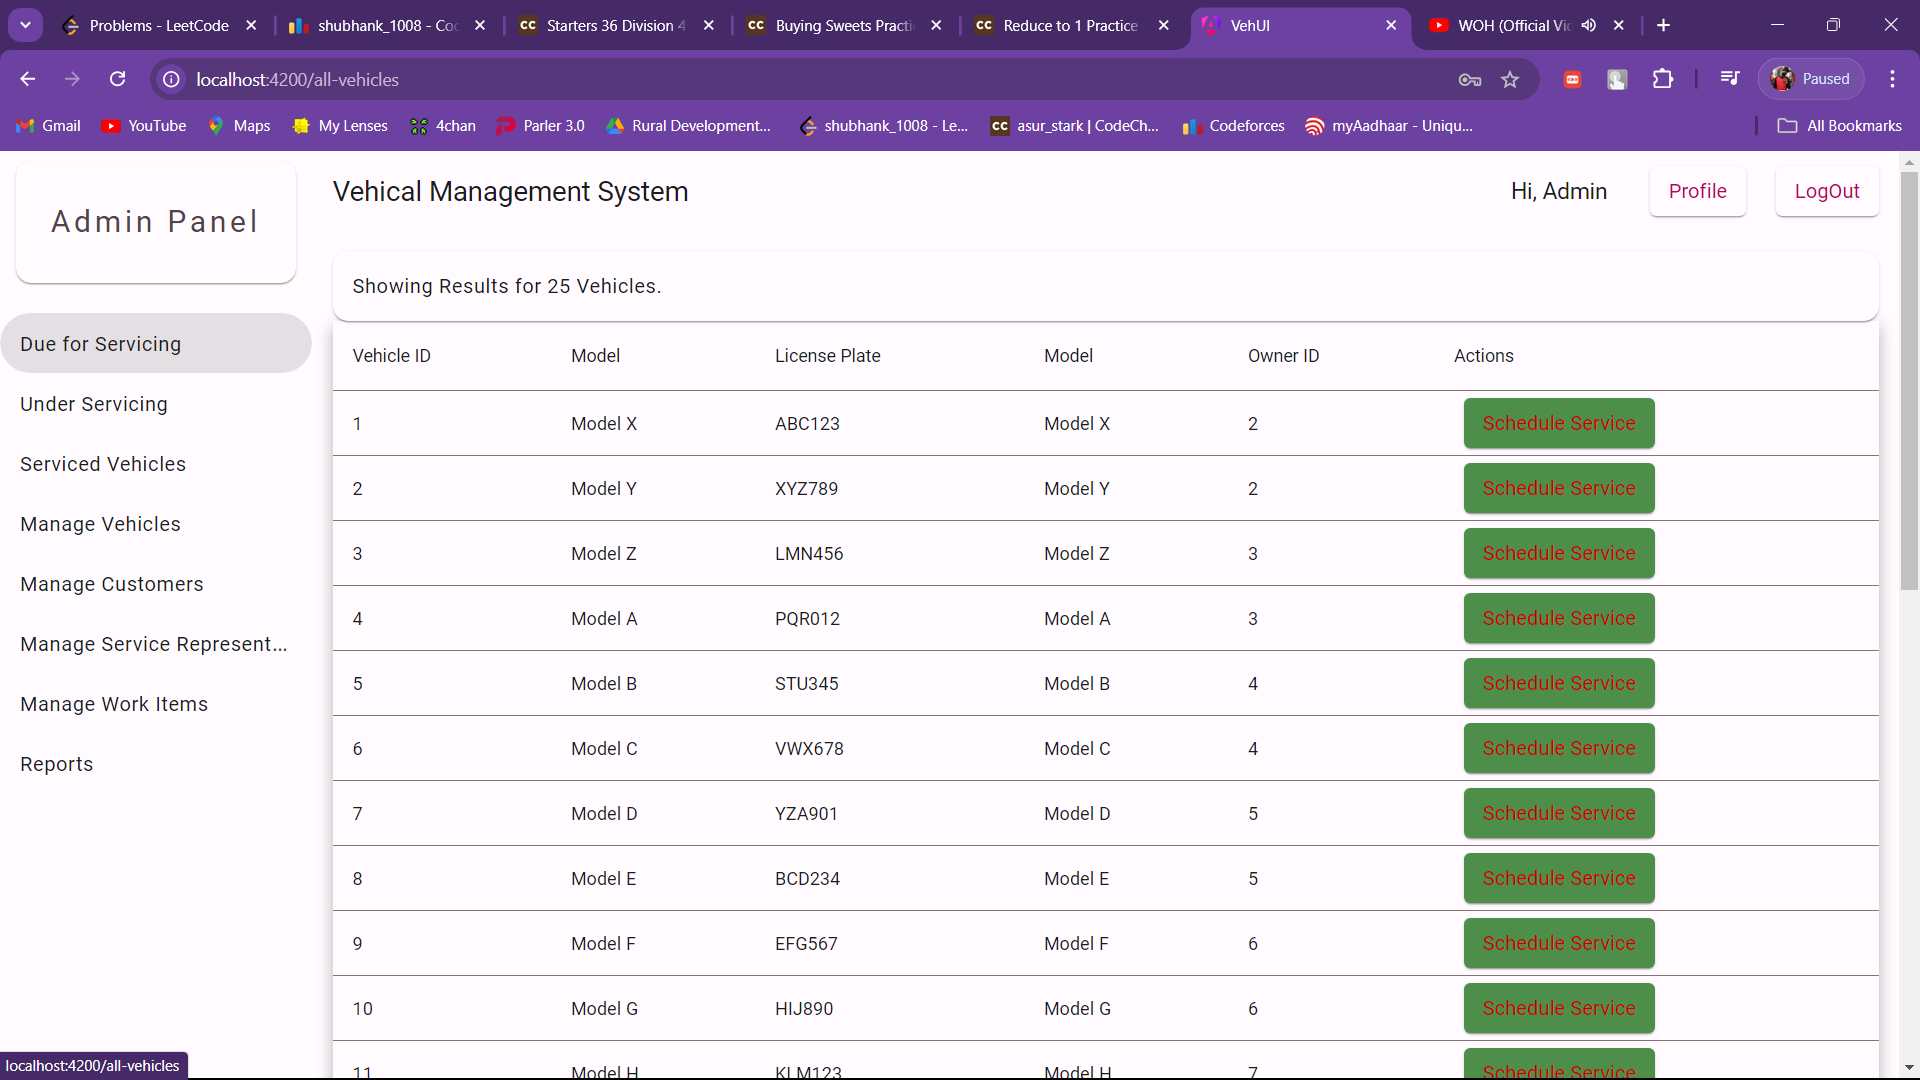 Problems - LeetCode
shubhank_1008 - Co
Starters 36 Division 4
Buying Sweets Practi
Reduce to 1 Practice
VehUI
WOH (Official Vi
localhost:4200/all-vehicles
Paused
Gmail
YouTube
Maps
My Lenses
4chan
Parler 3.0
Rural Development...
shubhank_1008 - Le...
CC asur_stark | CodeCh...
Codeforces
myAadhaar - Uniqu...
All Bookmarks
Admin Panel
Vehical Management System
Hi, Admin
Profile
LogOut
Due for Servicing
Under Servicing
Serviced Vehicles
Manage Vehicles
Manage Customers
Manage Service Represent...
Manage Work Items
Reports
Showing Results for 25 Vehicles.
Vehicle ID Model License Plate Model Owner ID Actions
1 Model X ABC123 Model X 2 Schedule Service
2 Model Y XYZ789 Model Y 2 Schedule Service
3 Model Z LMN456 Model Z 3 Schedule Service
4 Model A PQR012 Model A 3 Schedule Service
5 Model B STU345 Model B 4 Schedule Service
6 Model C VWX678 Model C 4 Schedule Service
7 Model D YZA901 Model D 5 Schedule Service
8 Model E BCD234 Model E 5 Schedule Service
9 Model F EFG567 Model F 6 Schedule Service
10 Model G HIJ890 Model G 6 Schedule Service
11 Model H KLM123 Model H 7 Schedule Service
localhost:4200/all-vehicles